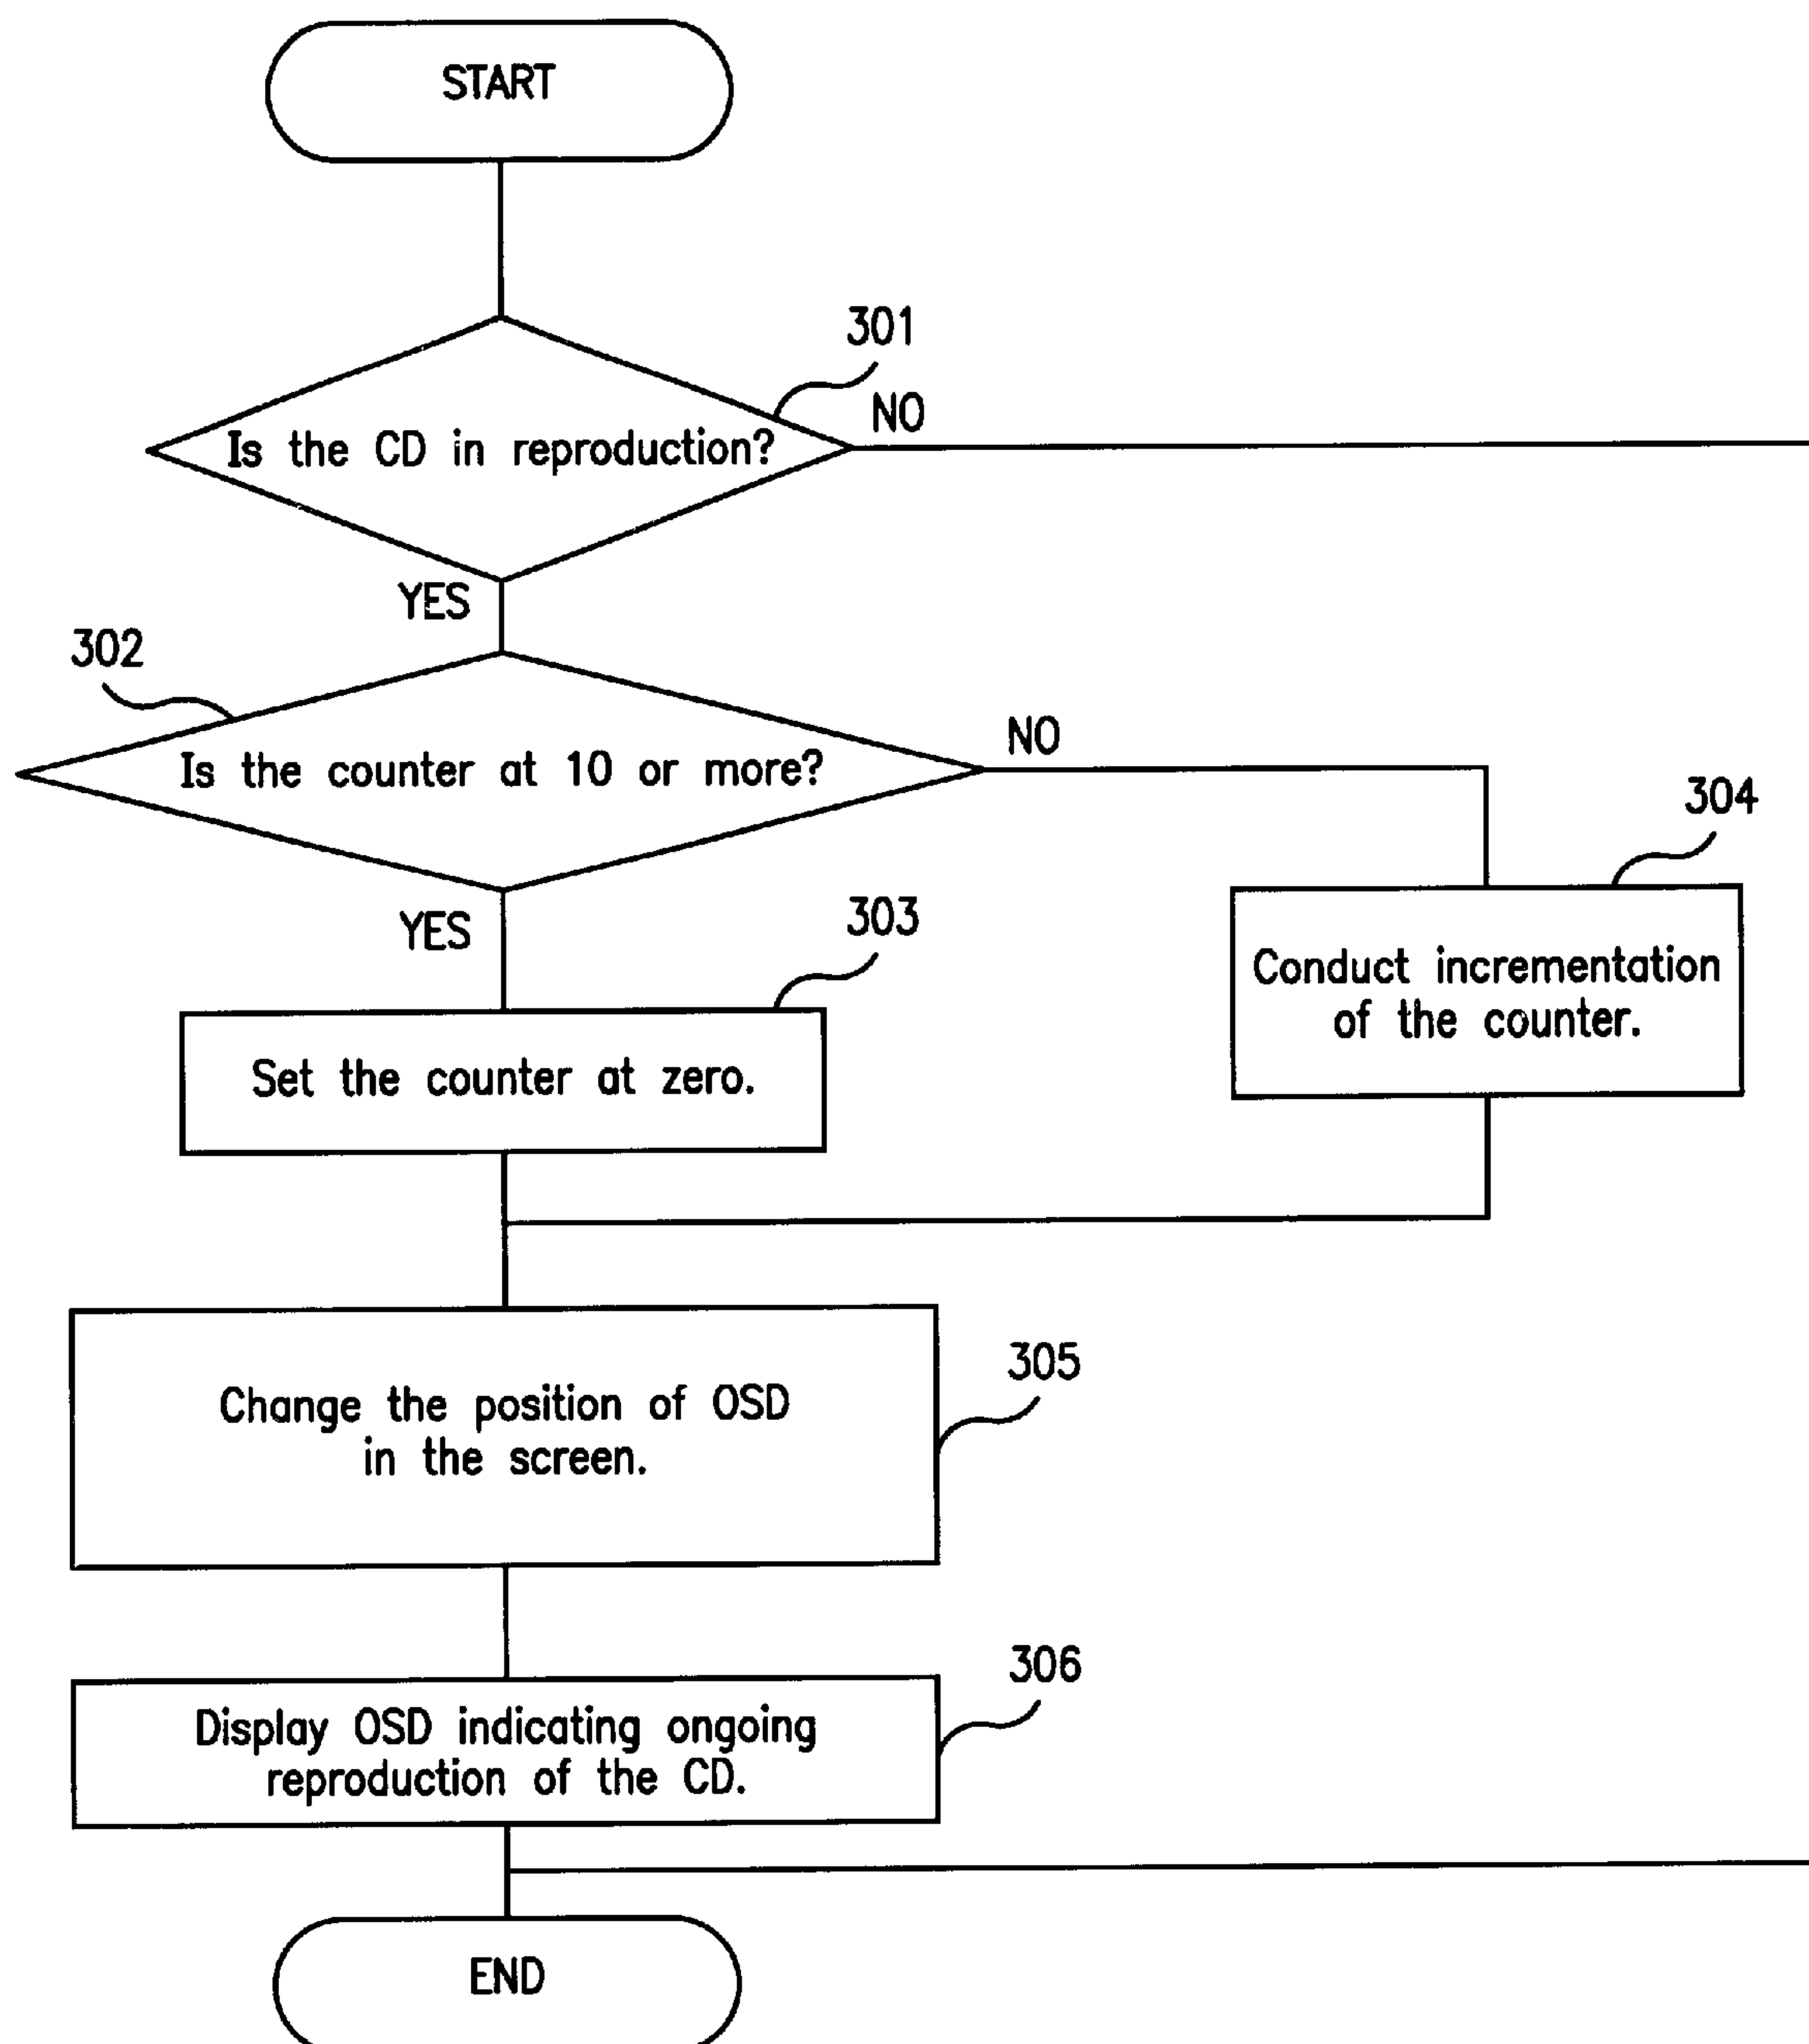 START
301
NO
Is the CD in reproduction?
YES
302
NO
Is the counter at 10 or more?
304
YES
303
Conduct incrementation
of the counter.
Set the counter at zero.
305
Change the position of OSD
in the screen.
306
Display OSD indicating ongoing
reproduction of the CD.
END